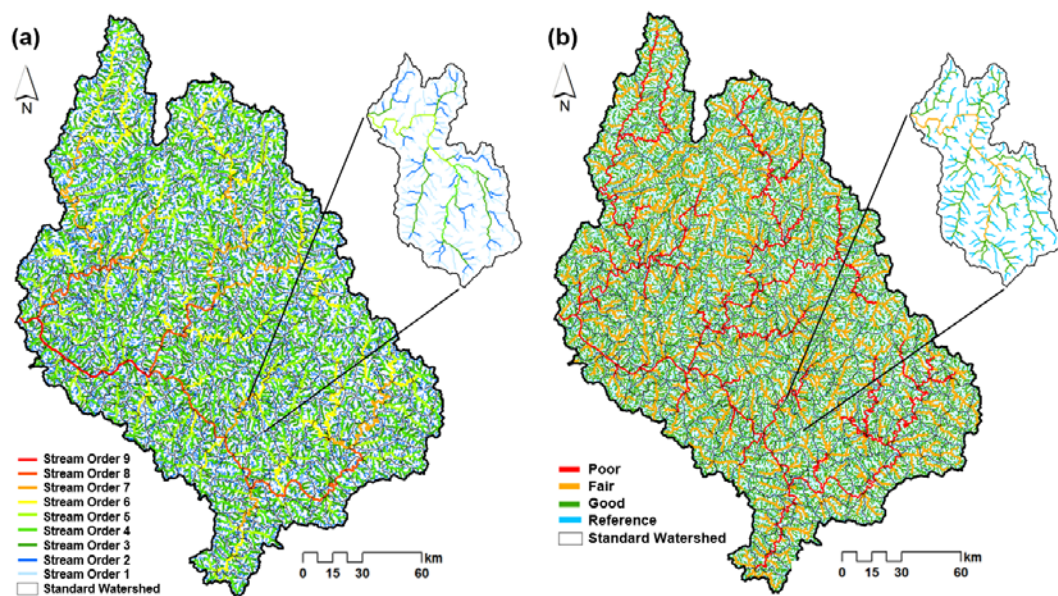 (a)
N
Stream Order 9
Stream Order 8
Stream Order 7
Stream Order 6
Stream Order 5
Stream Order 4
Stream Order 3
Stream Order 2
Stream Order 1
Standard Watershed
km
0 15 30 60
(b)
N
Poor
Fair
Good
Reference
Standard Watershed
km
0 15 30 60